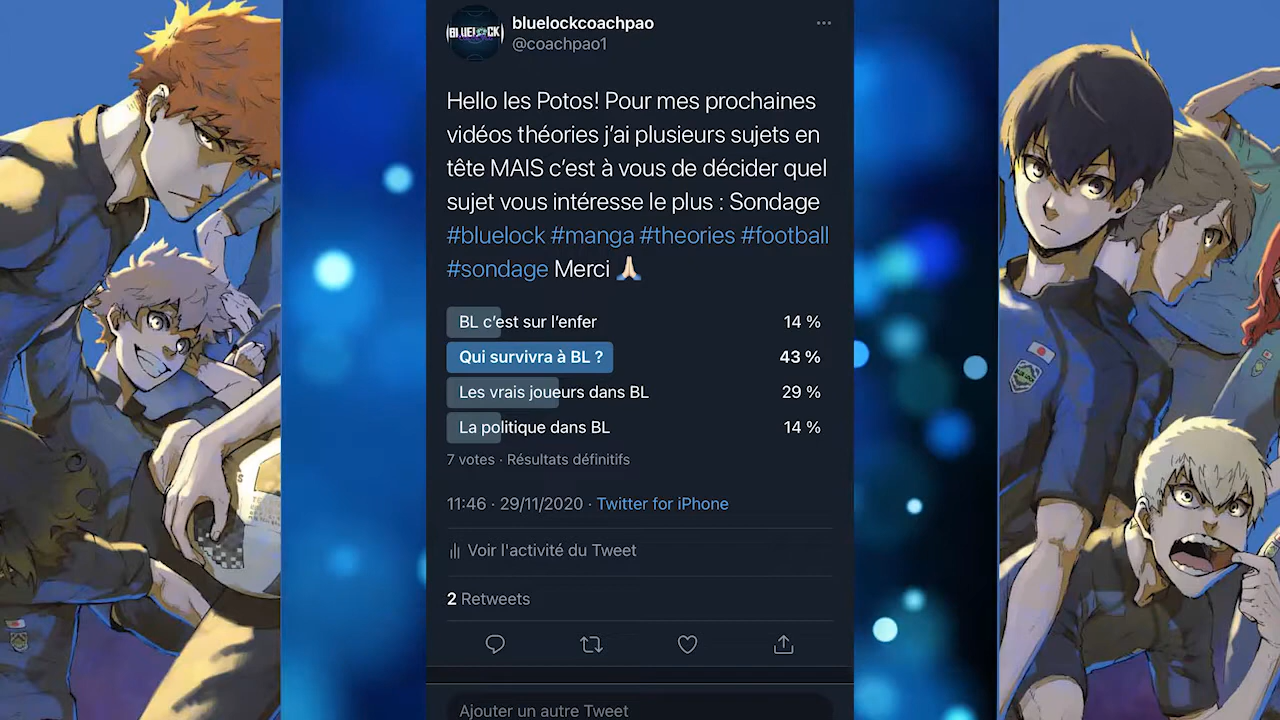 BLUELOCK
bluelockcoachpao
@coachpao1
Hello les Potos! Pour mes prochaines
vidéos théories j'ai plusieurs sujets en
tête MAIS c'est à vous de décider quel
sujet vous intéresse le plus : Sondage
#bluelock #manga #theories #football
#sondage Merci 🙏🏻
BL c'est sur l'enfer 14 %
Qui survivra à BL ? 43 %
Les vrais joueurs dans BL 29 %
La politique dans BL 14 %
7 votes · Résultats définitifs
11:46 · 29/11/2020 · Twitter for iPhone
Voir l'activité du Tweet
2 Retweets
Ajouter un autre Tweet